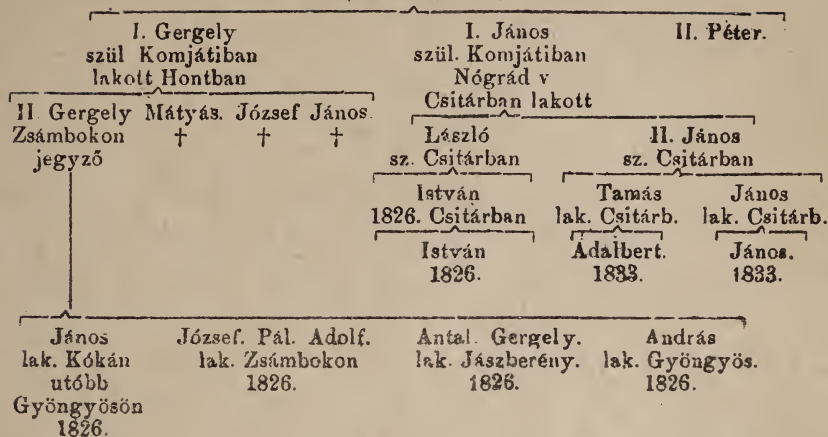 I. Gergely I. János II. Péter.
szül Komjátiban szül. Komjátiban
lakott Hontban Nógrád v
Csitárban lakott
II Gergely Mátyás. József János.
Zsámbokon † † †
jegyző
László II. János
sz. Csitárban sz. Csitárban
István Tamás János
1826. Csitárban lak. Csitárb. lak. Csitárb.
István Adalbert. János.
1826. 1833. 1833.
János József. Pál. Adolf. Antal. Gergely. András
lak. Kókán lak. Zsámbokon lak. Jászberény. lak. Gyöngyös.
utóbb 1826. 1826. 1826.
Gyöngyösön
1826.